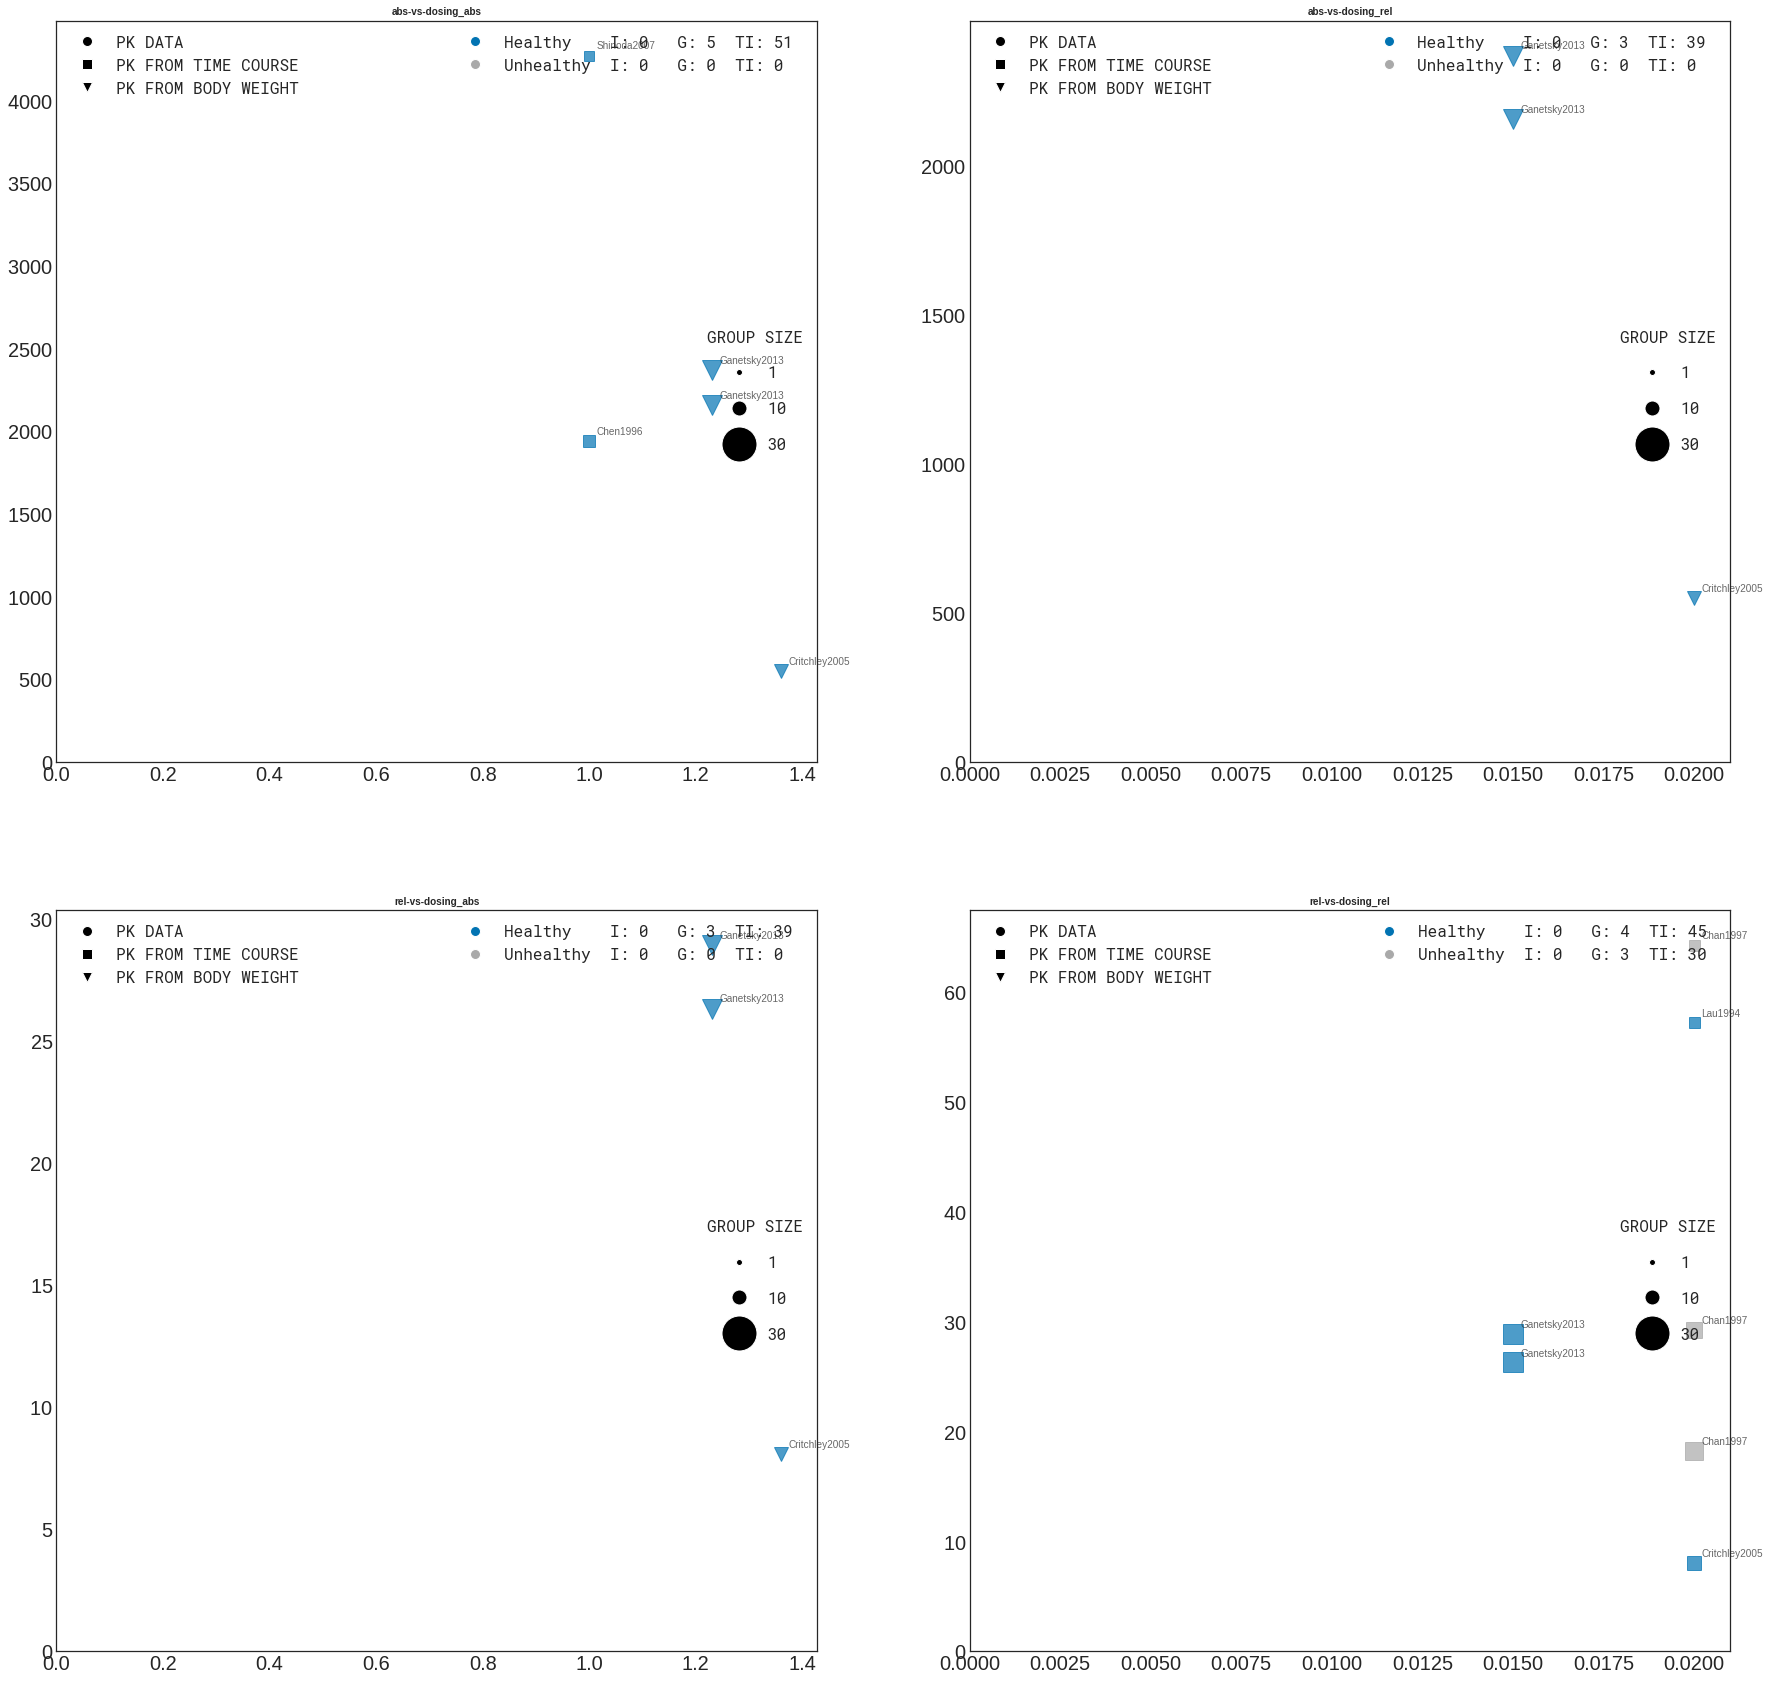 abs-vs-dosing_abs
PK DATA
PK FROM TIME COURSE
PK FROM BODY WEIGHT
Healthy I: 0 G: 5 TI: 51
Unhealthy I: 0 G: 0 TI: 0
Shinoda2007
4000
3500
3000
2500
2000
1500
1000
500
0
GROUP SIZE
1
10
30
Ganetsky2013
Ganetsky2013
Chen1996
Critchley2005
0.0 0.2 0.4 0.6 0.8 1.0 1.2 1.4
abs-vs-dosing_rel
PK DATA
PK FROM TIME COURSE
PK FROM BODY WEIGHT
Healthy I: 0 G: 3 TI: 39
Unhealthy I: 0 G: 0 TI: 0
Ganetsky2013
Ganetsky2013
2000
1500
1000
500
0
GROUP SIZE
1
10
30
Critchley2005
0.0000 0.0025 0.0050 0.0075 0.0100 0.0125 0.0150 0.0175 0.0200
rel-vs-dosing_abs
PK DATA
PK FROM TIME COURSE
PK FROM BODY WEIGHT
Healthy I: 0 G: 3 TI: 39
Unhealthy I: 0 G: 0 TI: 0
Ganetsky2013
Ganetsky2013
30
25
20
15
10
5
0
GROUP SIZE
1
10
30
Critchley2005
0.0 0.2 0.4 0.6 0.8 1.0 1.2 1.4
rel-vs-dosing_rel
PK DATA
PK FROM TIME COURSE
PK FROM BODY WEIGHT
Healthy I: 0 G: 4 TI: 45
Unhealthy I: 0 G: 3 TI: 30
Chan1997
Lau1994
60
50
40
30
20
10
0
GROUP SIZE
1
10
30
Chan1997
Ganetsky2013
Ganetsky2013
Chan1997
Critchley2005
0.0000 0.0025 0.0050 0.0075 0.0100 0.0125 0.0150 0.0175 0.0200